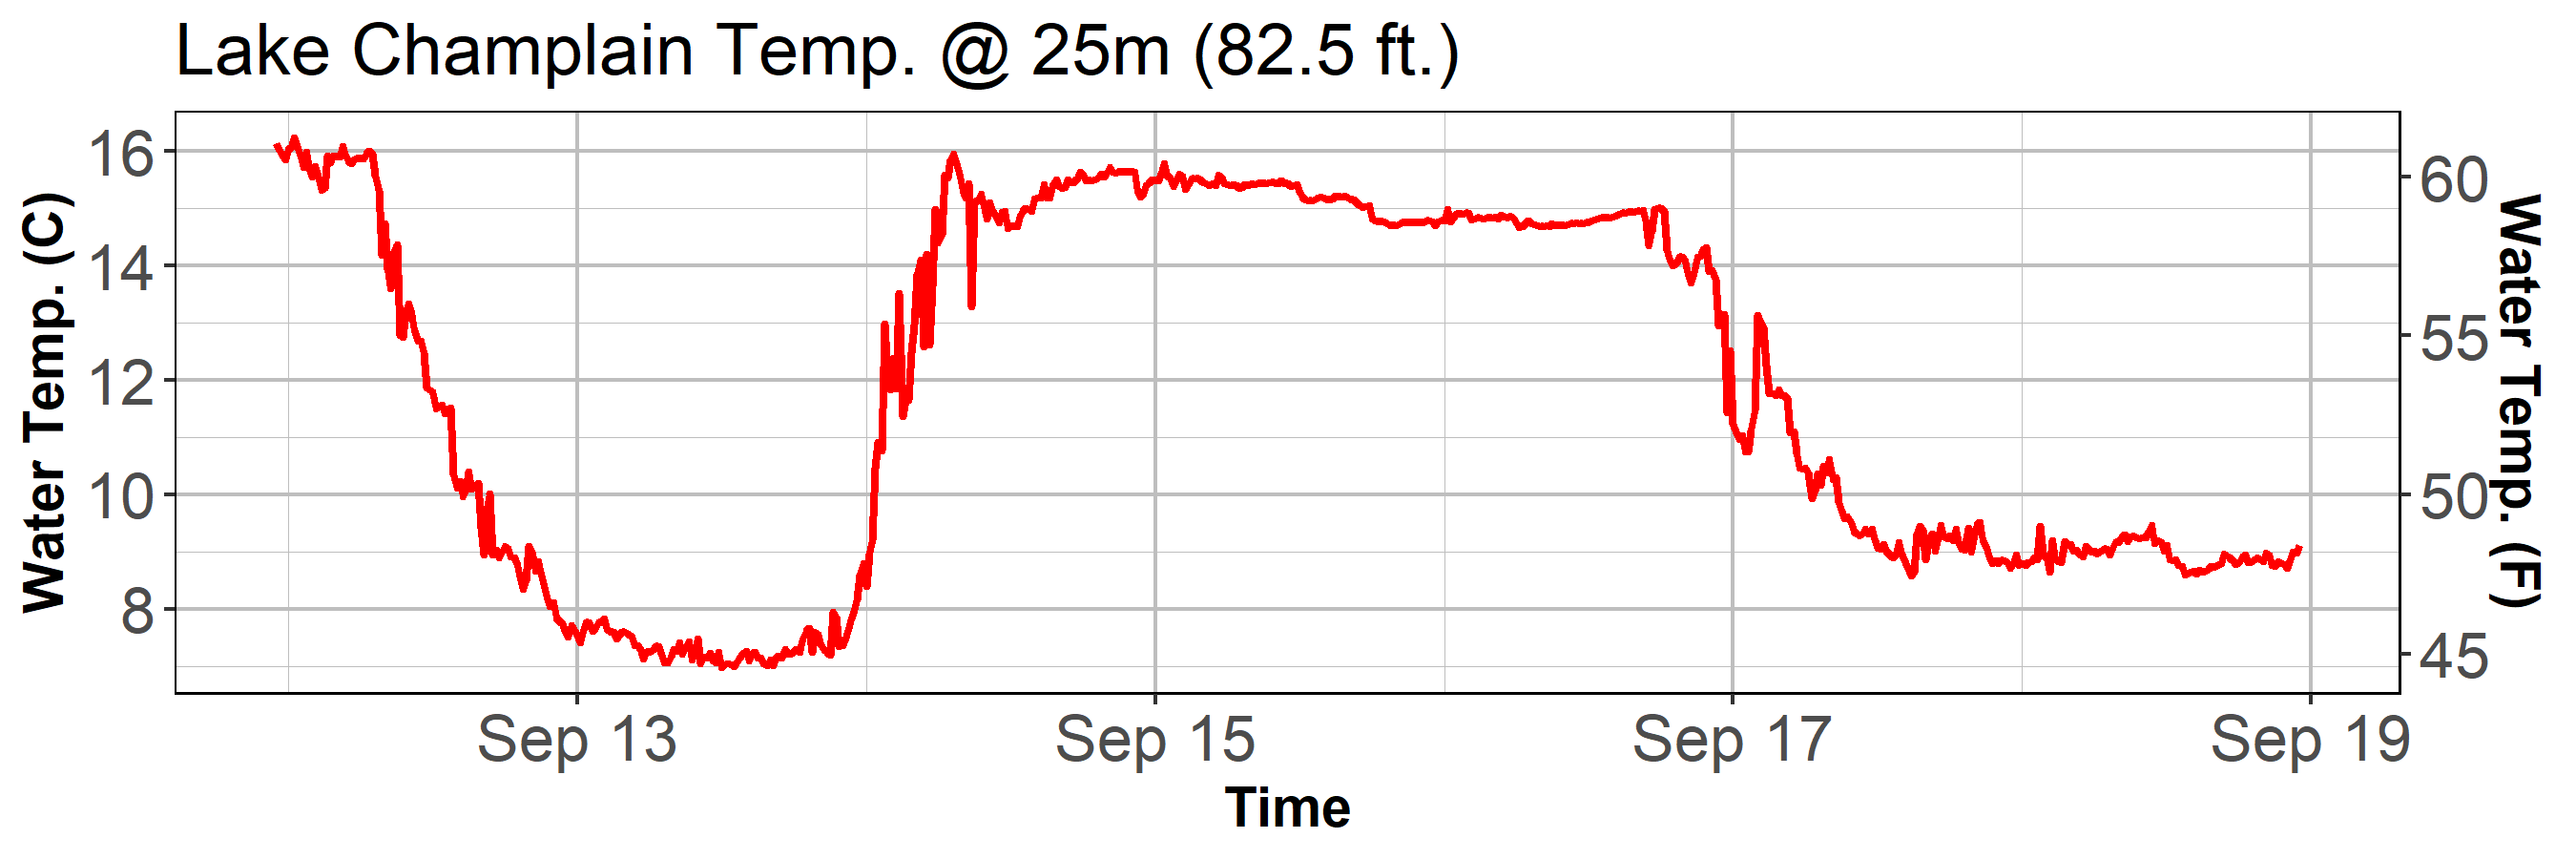 Lake Champlain Temp. @ 25m (82.5 ft.)
Water Temp. (C)
16
14
12
10
8
60
55
50
45
Water Temp. (F)
Sep 13 Sep 15 Sep 17 Sep 19
Time